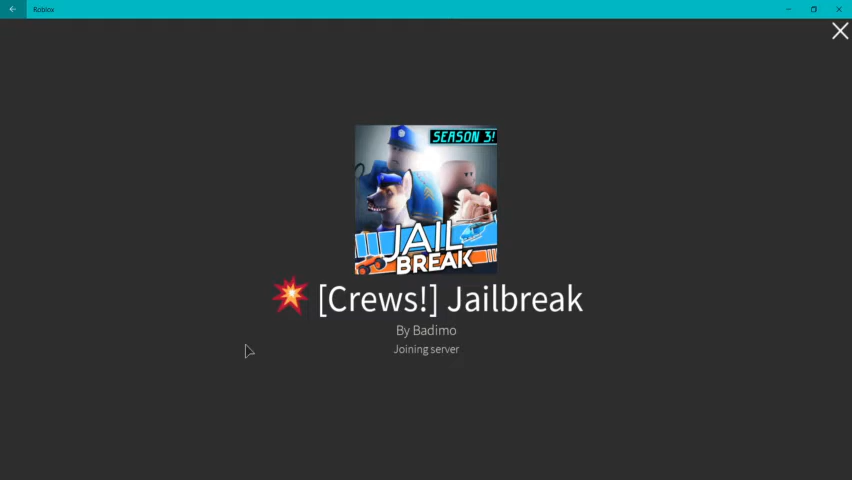 Roblox
SEASON 3!
JAIL
BREAK
[Crews!] Jailbreak
By Badimo
Joining server